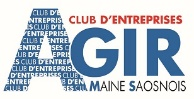 CLUB D'ENTREPRISES
AGIR
MAINE SAOSNOIS